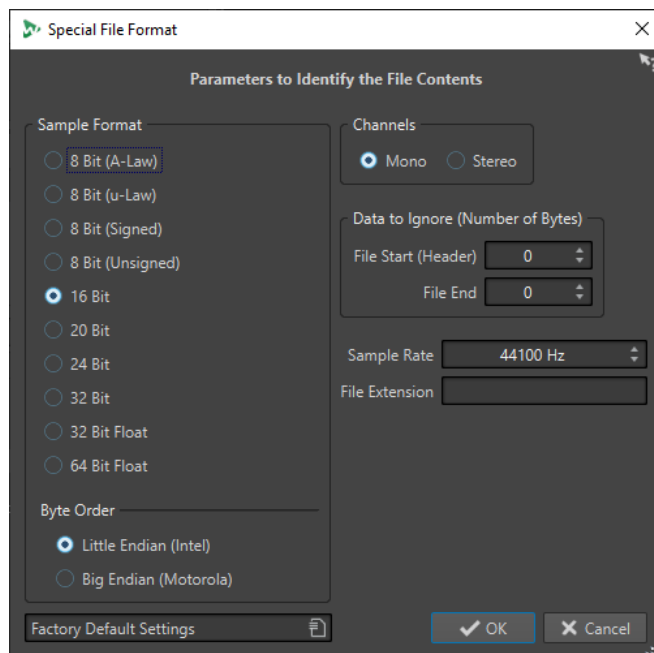 Special File Format
Parameters to Identify the File Contents
Sample Format
8 Bit (A-Law)
8 Bit (u-Law)
8 Bit (Signed)
8 Bit (Unsigned)
16 Bit
20 Bit
24 Bit
32 Bit
32 Bit Float
64 Bit Float
Byte Order
Little Endian (Intel)
Big Endian (Motorola)
Channels
Mono Stereo
Data to Ignore (Number of Bytes)
File Start (Header) 0
File End 0
Sample Rate 44100 Hz
File Extension
Factory Default Settings
OK Cancel